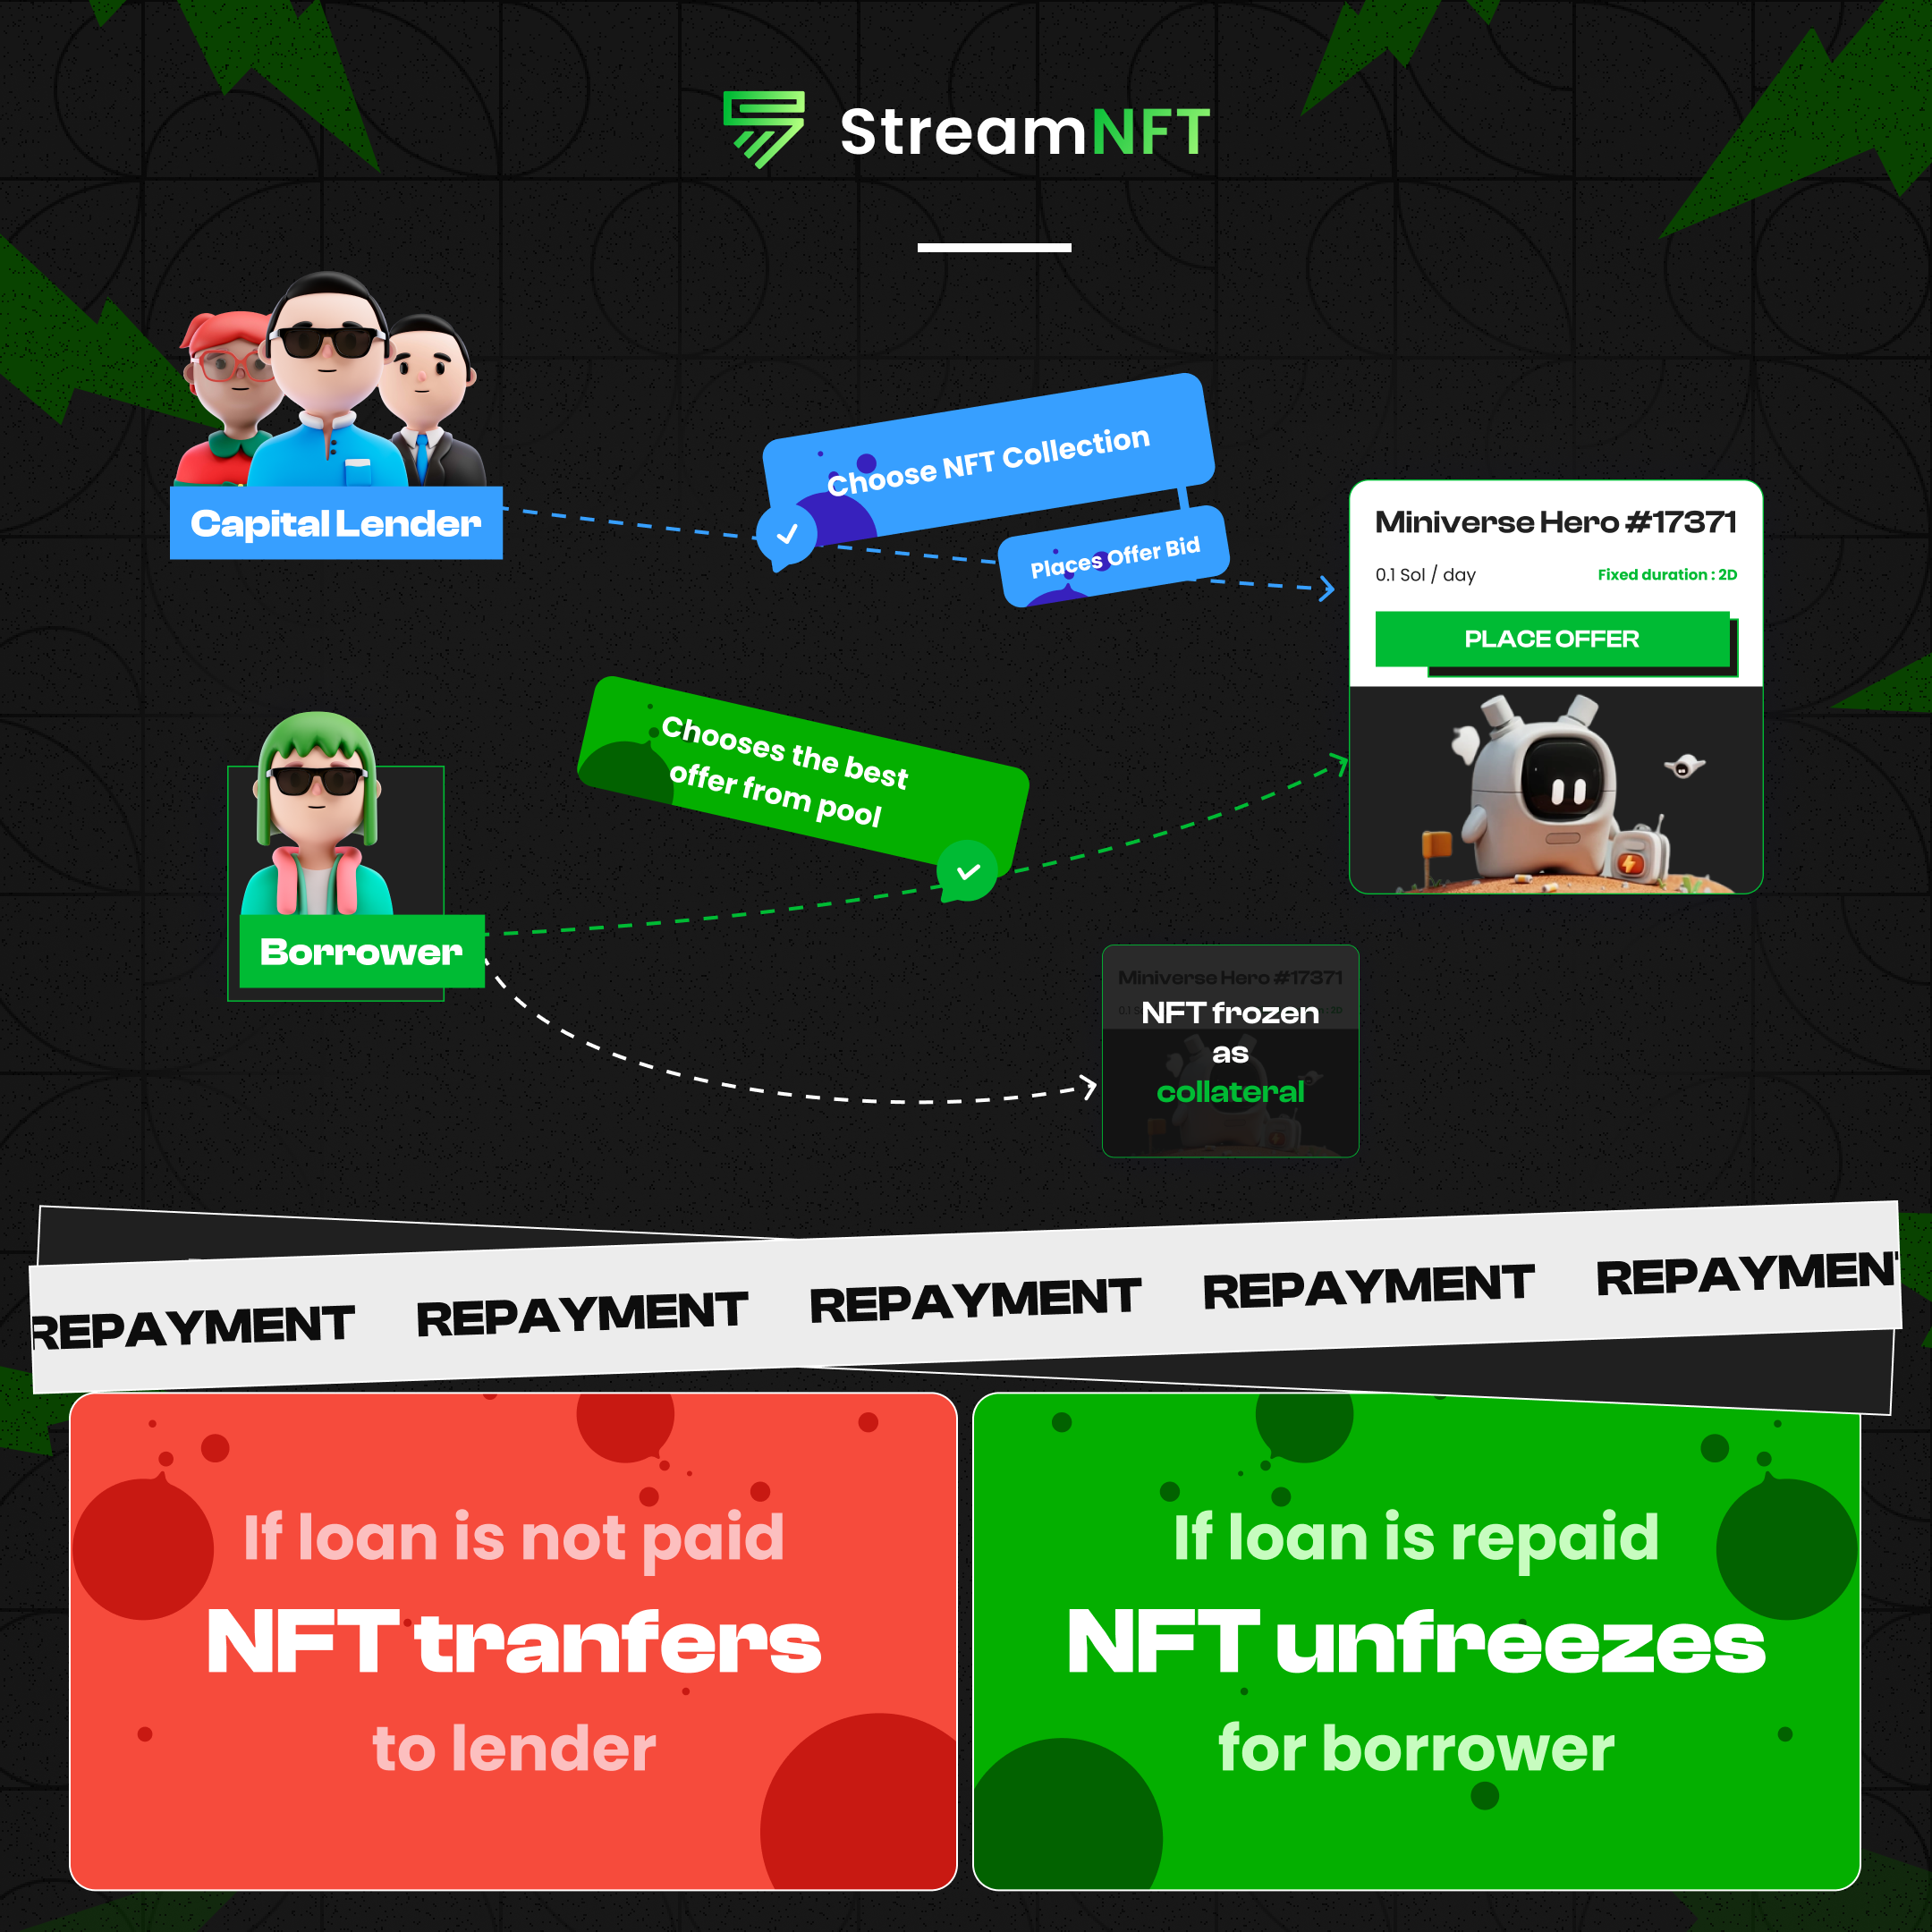 StreamNFT
Capital Lender
Choose NFT Collection
Places Offer Bid
Miniverse Hero #17371
0.1 Sol / day
Fixed duration : 2D
PLACE OFFER
Chooses the best
offer from pool
Borrower
Miniverse Hero #17371
NFT frozen
as
collateral
REPAYMENT REPAYMENT REPAYMENT REPAYMENT REPAYMENT
If loan is not paid
NFT tranfers
to lender
If loan is repaid
NFT unfreezes
for borrower